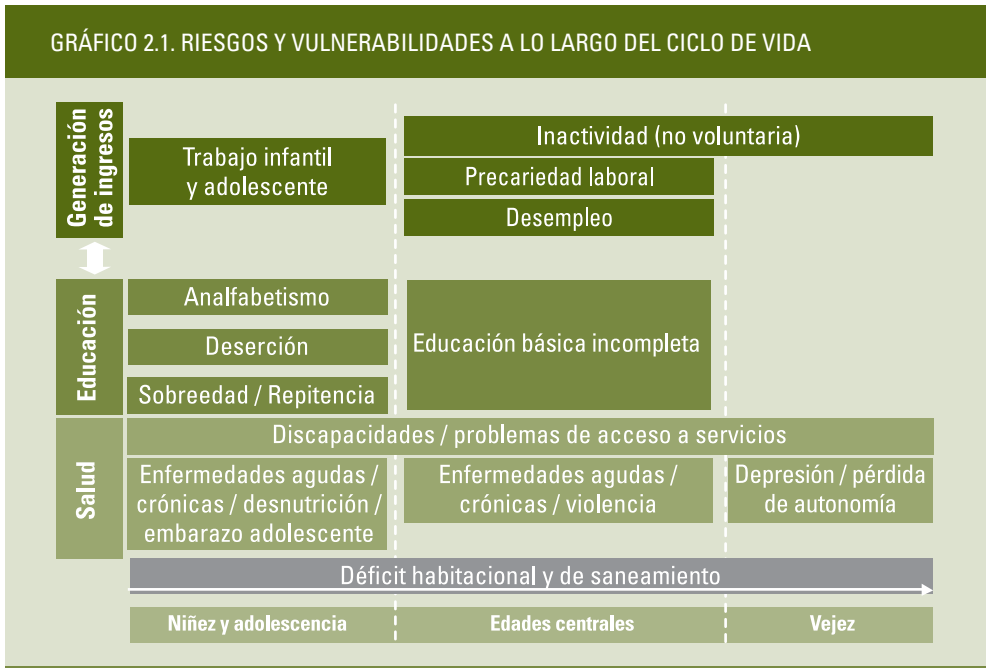 GRÁFICO 2.1. RIESGOS Y VULNERABILIDADES A LO LARGO DEL CICLO DE VIDA
Generación
de ingresos
Trabajo infantil
y adolescente
Inactividad (no voluntaria)
Precariedad laboral
Desempleo
Educación
Analfabetismo
Deserción
Sobreedad / Repitencia
Educación básica incompleta
Salud
Discapacidades / problemas de acceso a servicios
Enfermedades agudas /
crónicas / desnutrición /
embarazo adolescente
Enfermedades agudas /
crónicas / violencia
Depresión / pérdida
de autonomía
Déficit habitacional y de saneamiento
Niñez y adolescencia
Edades centrales
Vejez